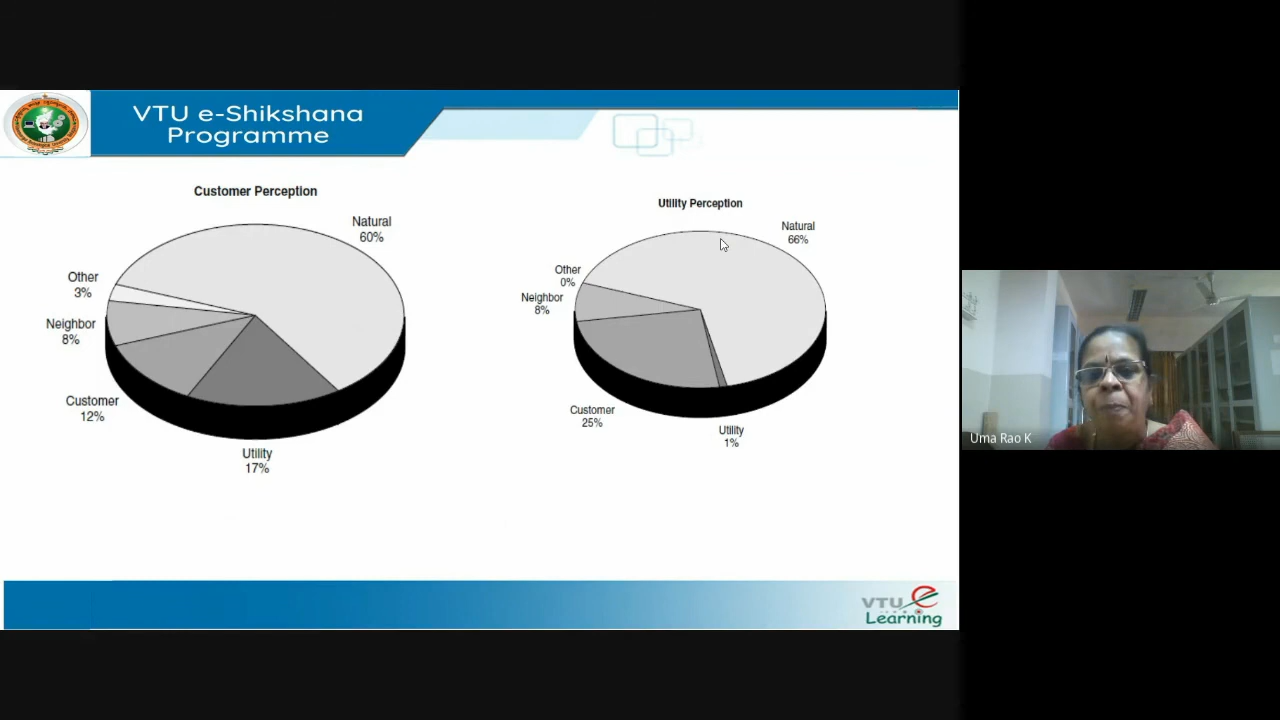 VTU e-Shikshana
Programme
Customer Perception
Natural
60%
Other
3%
Neighbor
8%
Customer
12%
Utility
17%
Utility Perception
Natural
66%
Other
0%
Neighbor
8%
Customer
25%
Utility
1%
Uma Rao K
VTU e
Learning